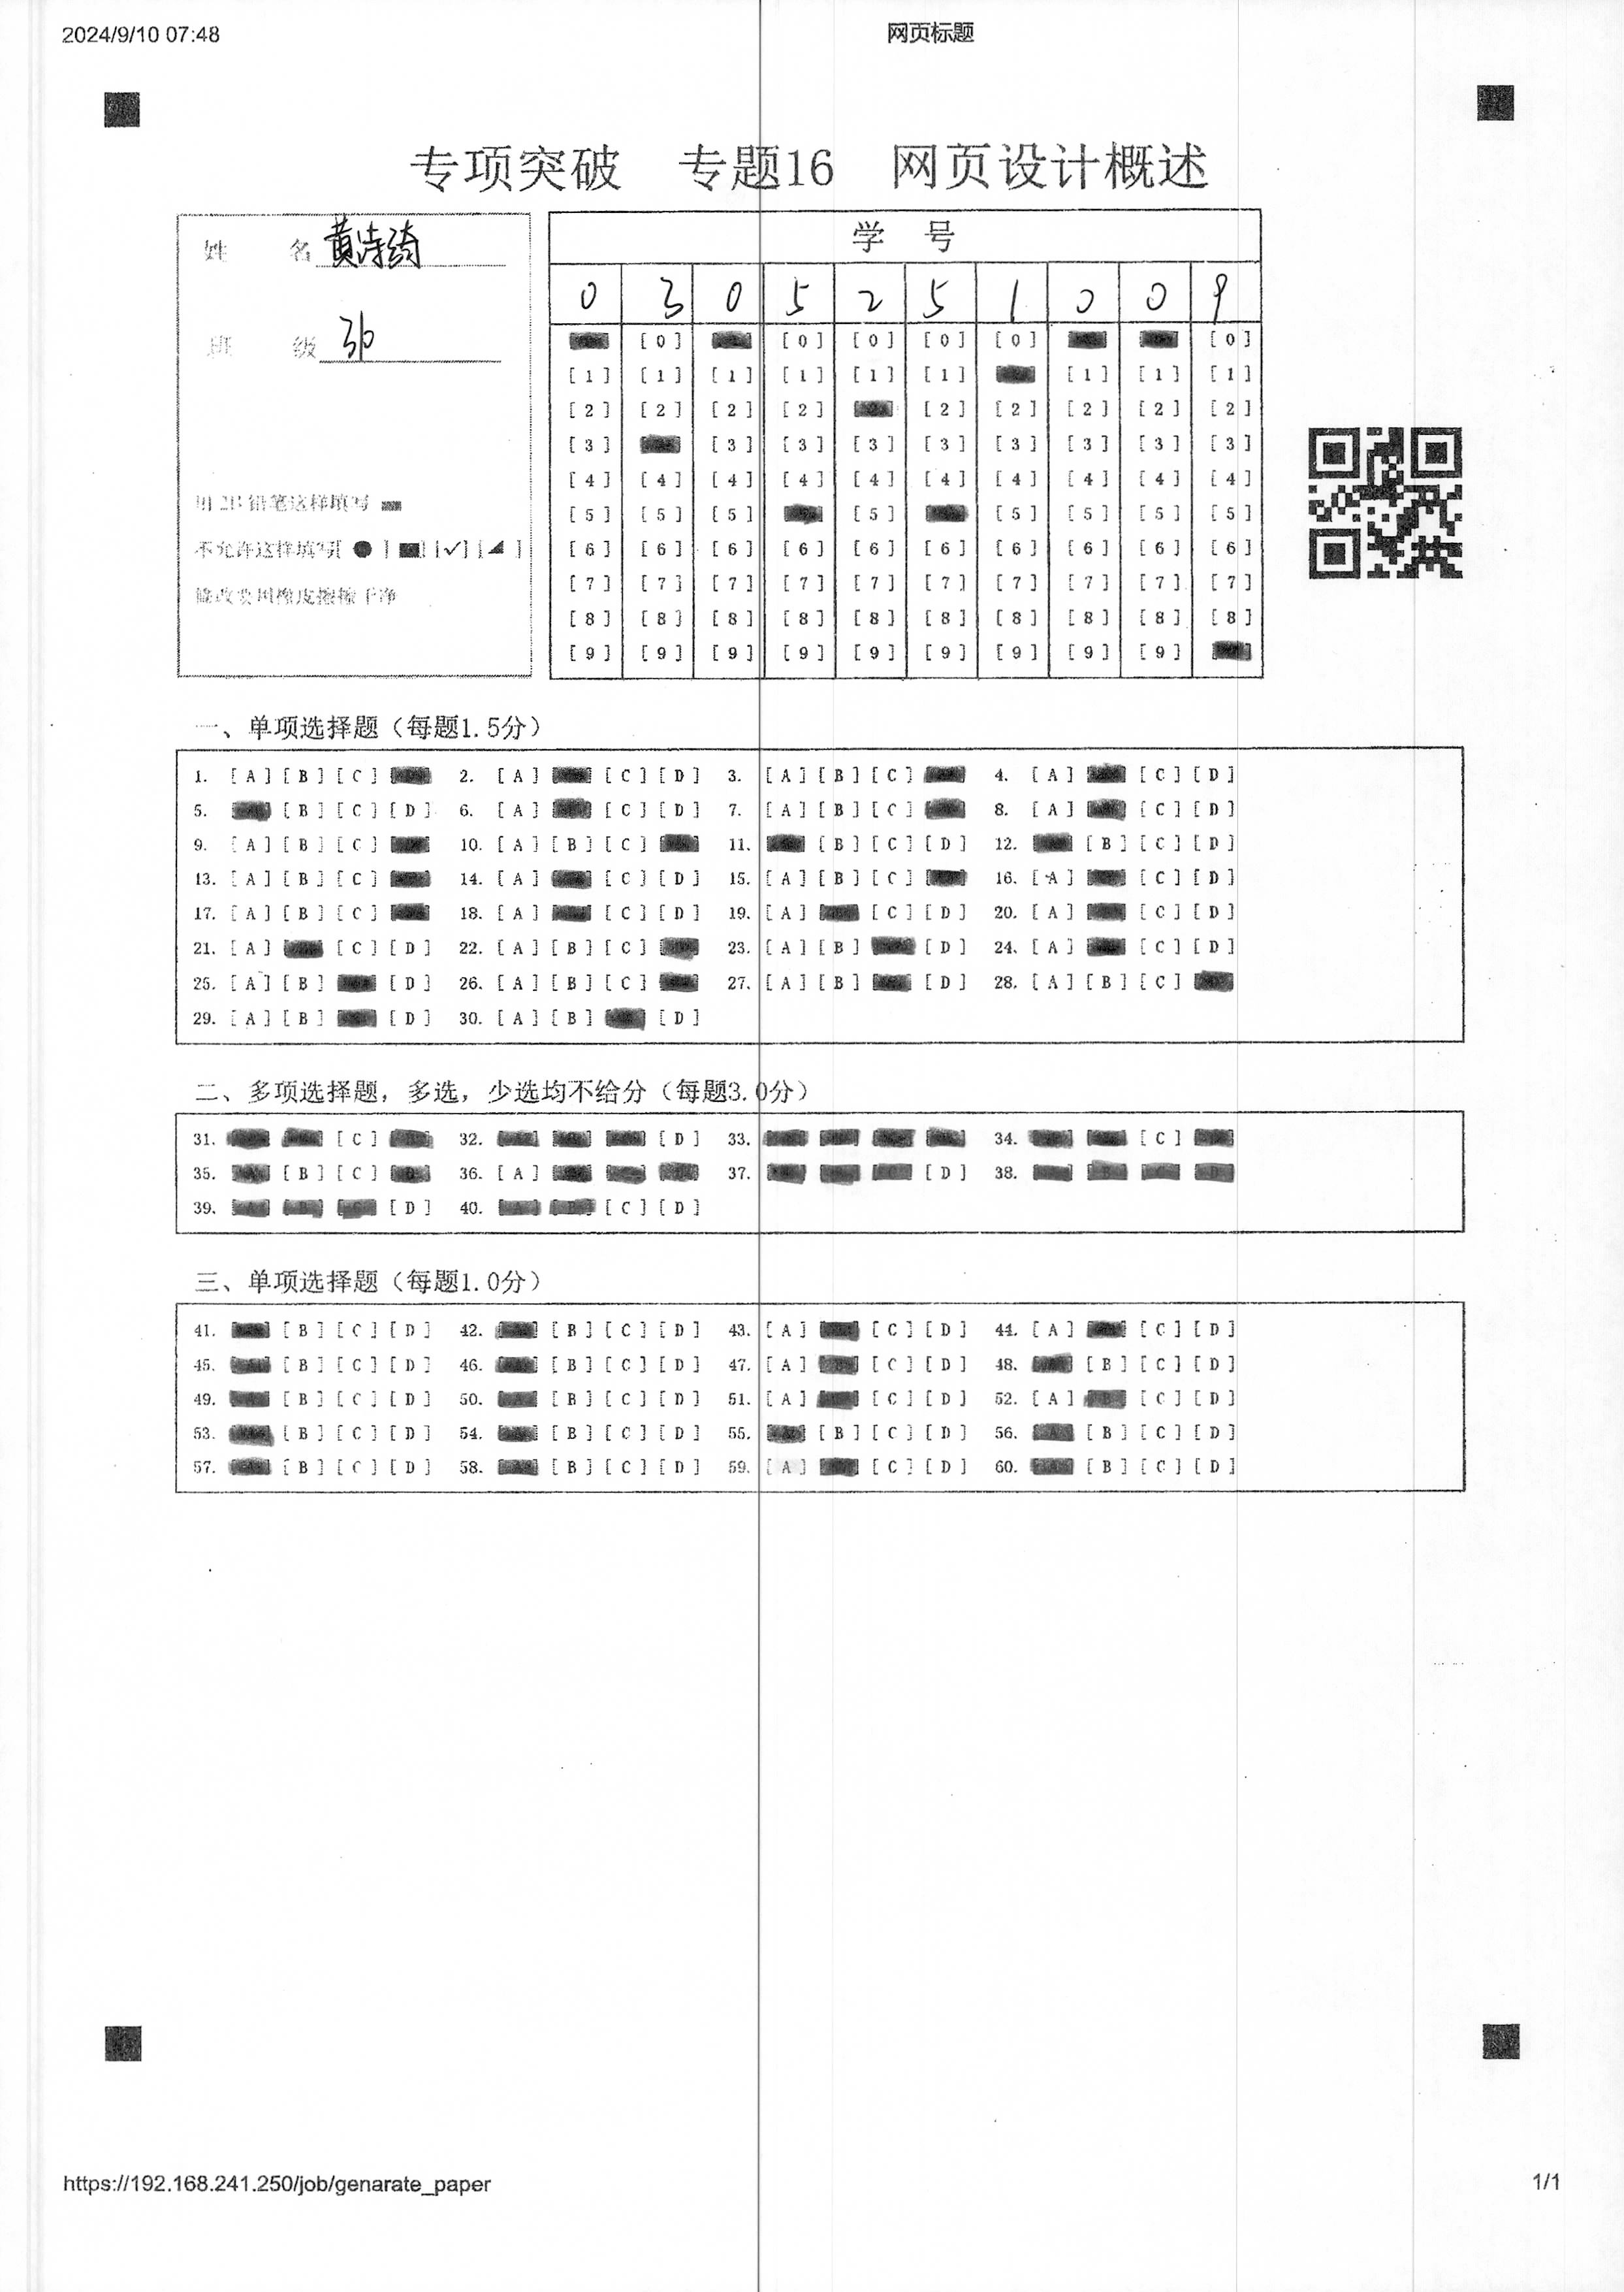 2024/9/10 07:48 网页标题
专项突破 专题16 网页设计概述
姓 名 黄诗琦
班 级
用2B铅笔这样填写
不允许这样填写[●] [■] [✓] [◢]
修改要用橡皮擦擦干净
学 号
0 3 0 5 2 5 1 0 0 9
[0] [0] [0] [0] [0] [0]
[1] [1] [1] [1] [1] [1] [1] [1] [1]
[2] [2] [2] [2] [2] [2] [2] [2] [2]
[3] [3] [3] [3] [3] [3] [3] [3] [3]
[4] [4] [4] [4] [4] [4] [4] [4] [4] [4]
[5] [5] [5] [5] [5] [5] [5] [5]
[6] [6] [6] [6] [6] [6] [6] [6] [6] [6]
[7] [7] [7] [7] [7] [7] [7] [7] [7] [7]
[8] [8] [8] [8] [8] [8] [8] [8] [8] [8]
[9] [9] [9] [9] [9] [9] [9] [9] [9]
一、单项选择题（每题1.5分）
1. [A] [B] [C] 2. [A] [C] [D] 3. [A] [B] [C] 4. [A] [C] [D]
5. [B] [C] [D] 6. [A] [C] [D] 7. [A] [B] [C] 8. [A] [C] [D]
9. [A] [B] [C] 10. [A] [B] [C] 11. [B] [C] [D] 12. [B] [C] [D]
13. [A] [B] [C] 14. [A] [C] [D] 15. [A] [B] [C] 16. [A] [C] [D]
17. [A] [B] [C] 18. [A] [C] [D] 19. [A] [C] [D] 20. [A] [C] [D]
21. [A] [C] [D] 22. [A] [B] [C] 23. [A] [B] [D] 24. [A] [C] [D]
25. [A] [B] [D] 26. [A] [B] [C] 27. [A] [B] [D] 28. [A] [B] [C]
29. [A] [B] [D] 30. [A] [B] [D]
二、多项选择题，多选，少选均不给分（每题3.0分）
31. [C] 32. [D] 33. 34. [C]
35. [B] [C] 36. [A] 37. [D] 38.
39. [D] 40. [C] [D]
三、单项选择题（每题1.0分）
41. [B] [C] [D] 42. [B] [C] [D] 43. [A] [C] [D] 44. [A] [C] [D]
45. [B] [C] [D] 46. [B] [C] [D] 47. [A] [C] [D] 48. [B] [C] [D]
49. [B] [C] [D] 50. [B] [C] [D] 51. [A] [C] [D] 52. [A] [C] [D]
53. [B] [C] [D] 54. [B] [C] [D] 55. [B] [C] [D] 56. [B] [C] [D]
57. [B] [C] [D] 58. [B] [C] [D] 59. [A] [C] [D] 60. [B] [C] [D]
https://192.168.241.250/job/genarate_paper 1/1